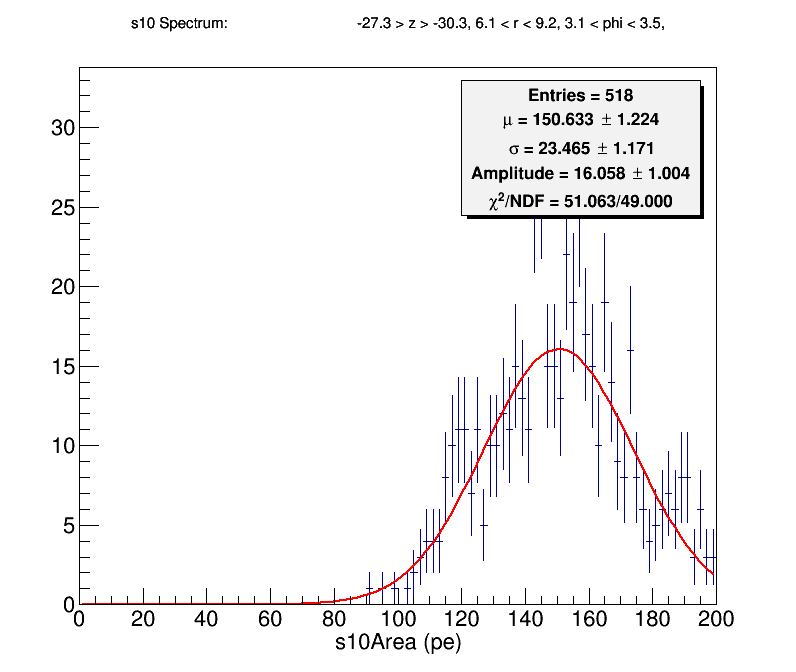 s10 Spectrum: -27.3 > z > -30.3, 6.1 < r < 9.2, 3.1 < phi < 3.5,
Entries = 518
μ = 150.633 ± 1.224
σ = 23.465 ± 1.171
Amplitude = 16.058 ± 1.004
χ²/NDF = 51.063/49.000
30
25
20
15
10
5
0
0 20 40 60 80 100 120 140 160 180 200
s10Area (pe)